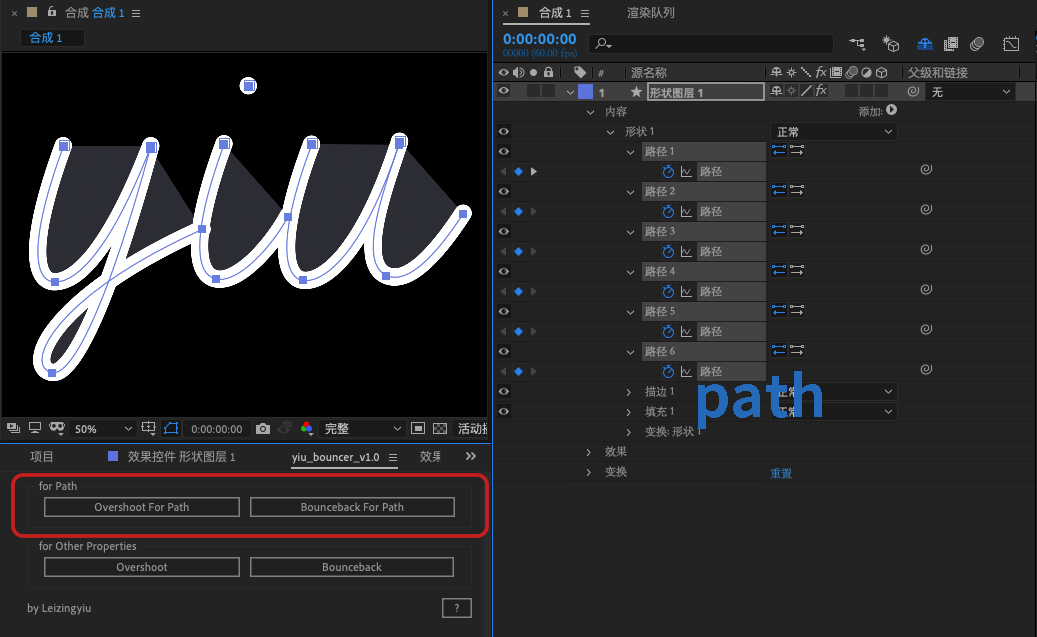 合成 合成 1
合成 1
yiu
50%
0:00:00:00
完整
活动摄
项目
效果控件 形状图层 1
yiu_bouncer_v1.0
效果
for Path
Overshoot For Path
Bounceback For Path
for Other Properties
Overshoot
Bounceback
by Leizingyiu
?
合成 1
渲染队列
0:00:00:00
00000 (60.00 fps)
#
源名称
fx
父级和链接
1
形状图层 1
fx
无
内容
添加:
形状 1
正常
路径 1
路径
路径 2
路径
路径 3
路径
路径 4
路径
路径 5
路径
路径 6
路径
path
描边 1
正常
填充 1
正常
变换: 形状 1
效果
变换
重置